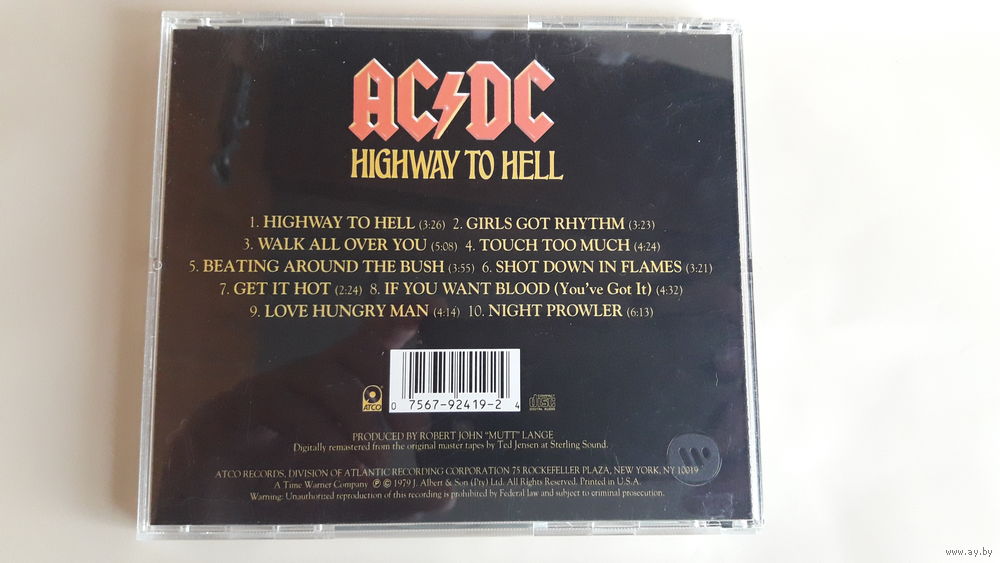 AC⚡DC
HIGHWAY TO HELL
1. HIGHWAY TO HELL (3:26) 2. GIRLS GOT RHYTHM (3:23)
3. WALK ALL OVER YOU (5:08) 4. TOUCH TOO MUCH (4:24)
5. BEATING AROUND THE BUSH (3:55) 6. SHOT DOWN IN FLAMES (3:21)
7. GET IT HOT (2:24) 8. IF YOU WANT BLOOD (You've Got It) (4:32)
9. LOVE HUNGRY MAN (4:14) 10. NIGHT PROWLER (6:13)
ATCO
0 7567-92419-2 4
COMPACT
disc
DIGITAL AUDIO
PRODUCED BY ROBERT JOHN "MUTT" LANGE
Digitally remastered from the original master tapes by Ted Jensen at Sterling Sound.
ATCO RECORDS, DIVISION OF ATLANTIC RECORDING CORPORATION 75 ROCKEFELLER PLAZA, NEW YORK, NY 10019
A Time Warner Company ℗ © 1979 J. Albert & Son (Pty) Ltd. All Rights Reserved. Printed in U.S.A.
Warning: Unauthorized reproduction of this recording is prohibited by Federal law and subject to criminal prosecution.
www.ay.by